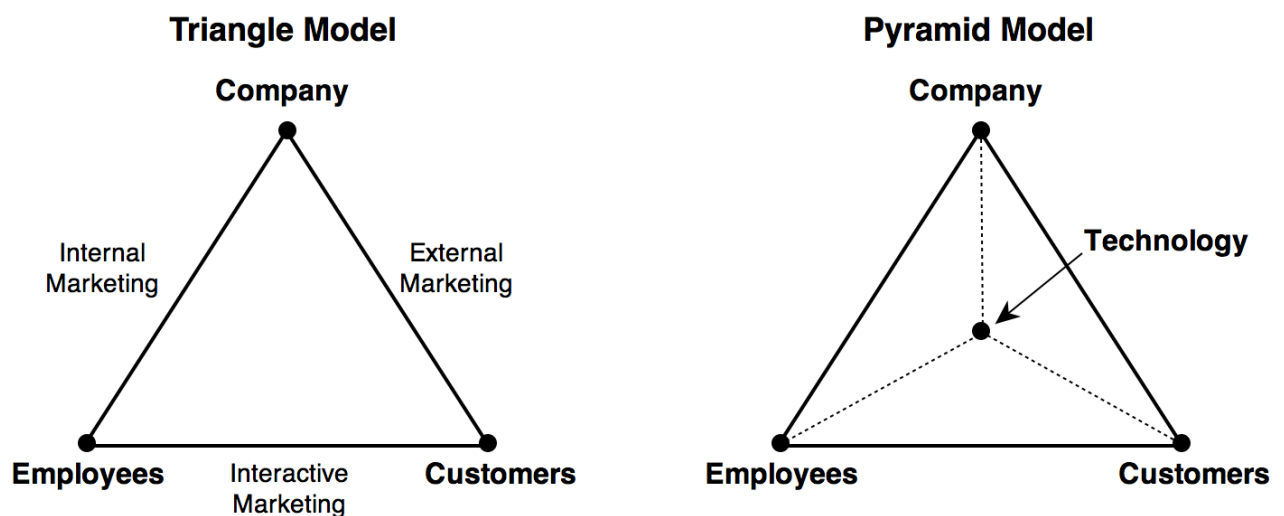 Triangle Model
Company
Internal
Marketing
External
Marketing
Employees
Interactive
Marketing
Customers
Pyramid Model
Company
Technology
Employees
Customers